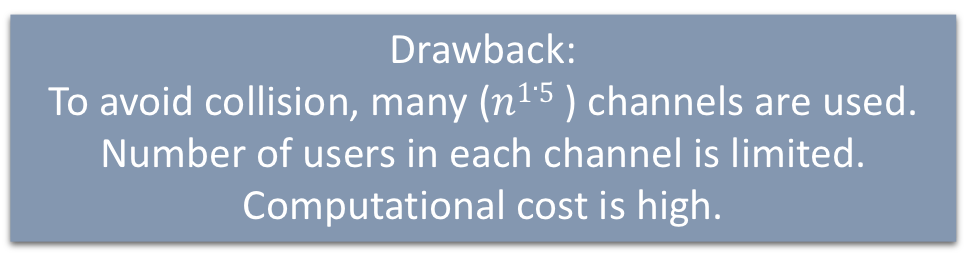 Drawback:
To avoid collision, many (n^{1·5} ) channels are used.
Number of users in each channel is limited.
Computational cost is high.